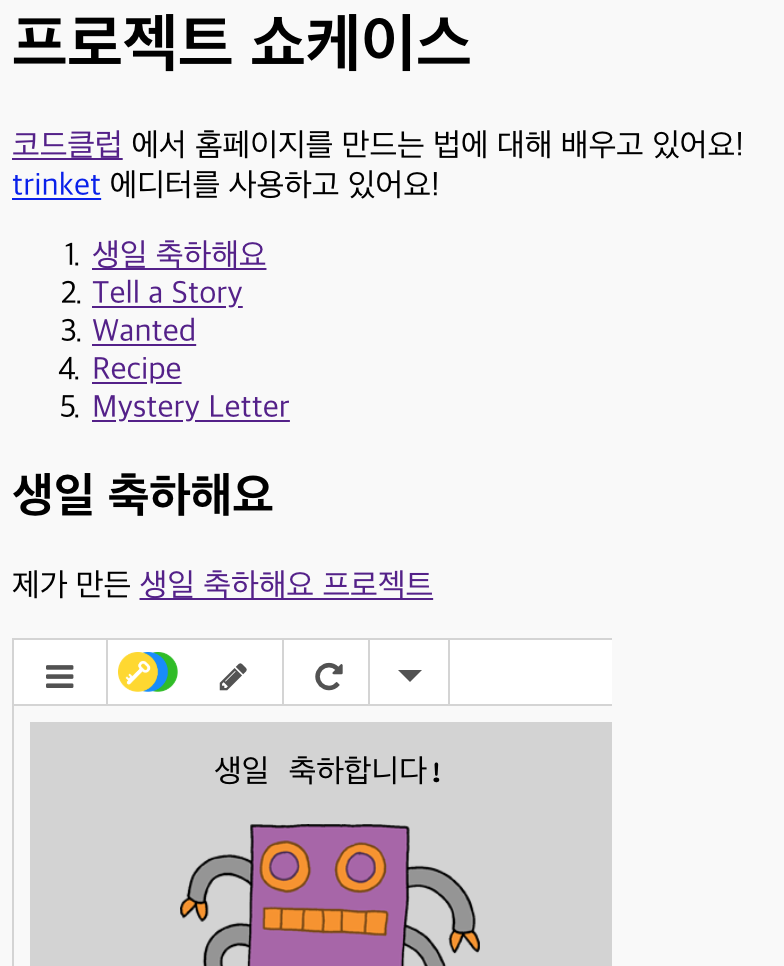 프로젝트 쇼케이스
코드클럽 에서 홈페이지를 만드는 법에 대해 배우고 있어요!
trinket 에디터를 사용하고 있어요!
1. 생일 축하해요
2. Tell a Story
3. Wanted
4. Recipe
5. Mystery Letter
생일 축하해요
제가 만든 생일 축하해요 프로젝트
생일 축하합니다!